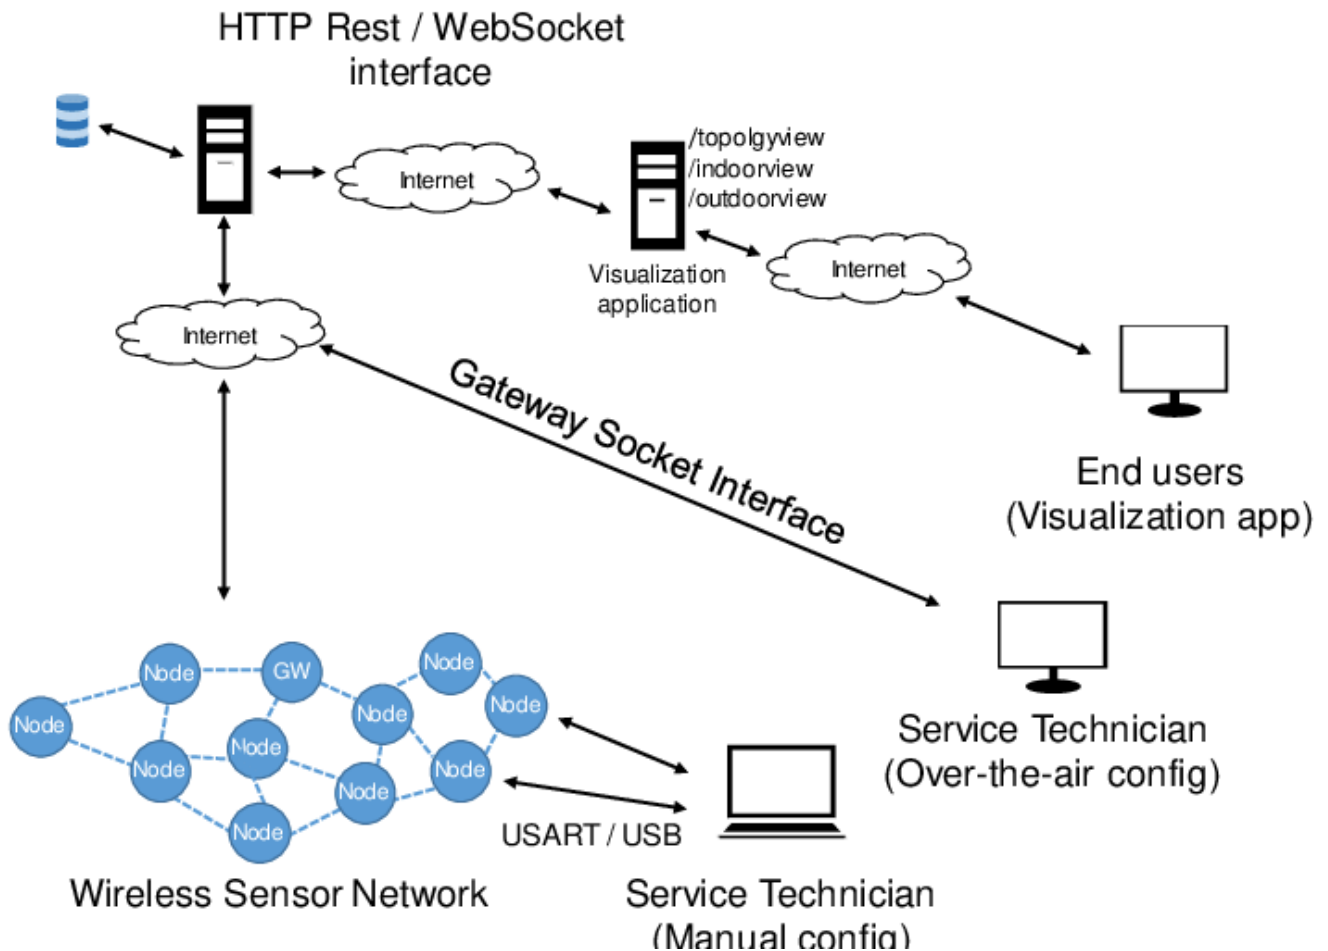 HTTP Rest / WebSocket
interface
/topolgyview
/indoorview
/outdoorview
Internet
Visualization
application
Internet
Internet
Gateway Socket Interface
End users
(Visualization app)
Node
GW
Node
Node
Node
Node
Node
Node
Node
Node
Node
Service Technician
(Over-the-air config)
USART / USB
Wireless Sensor Network
Service Technician
(Manual config)